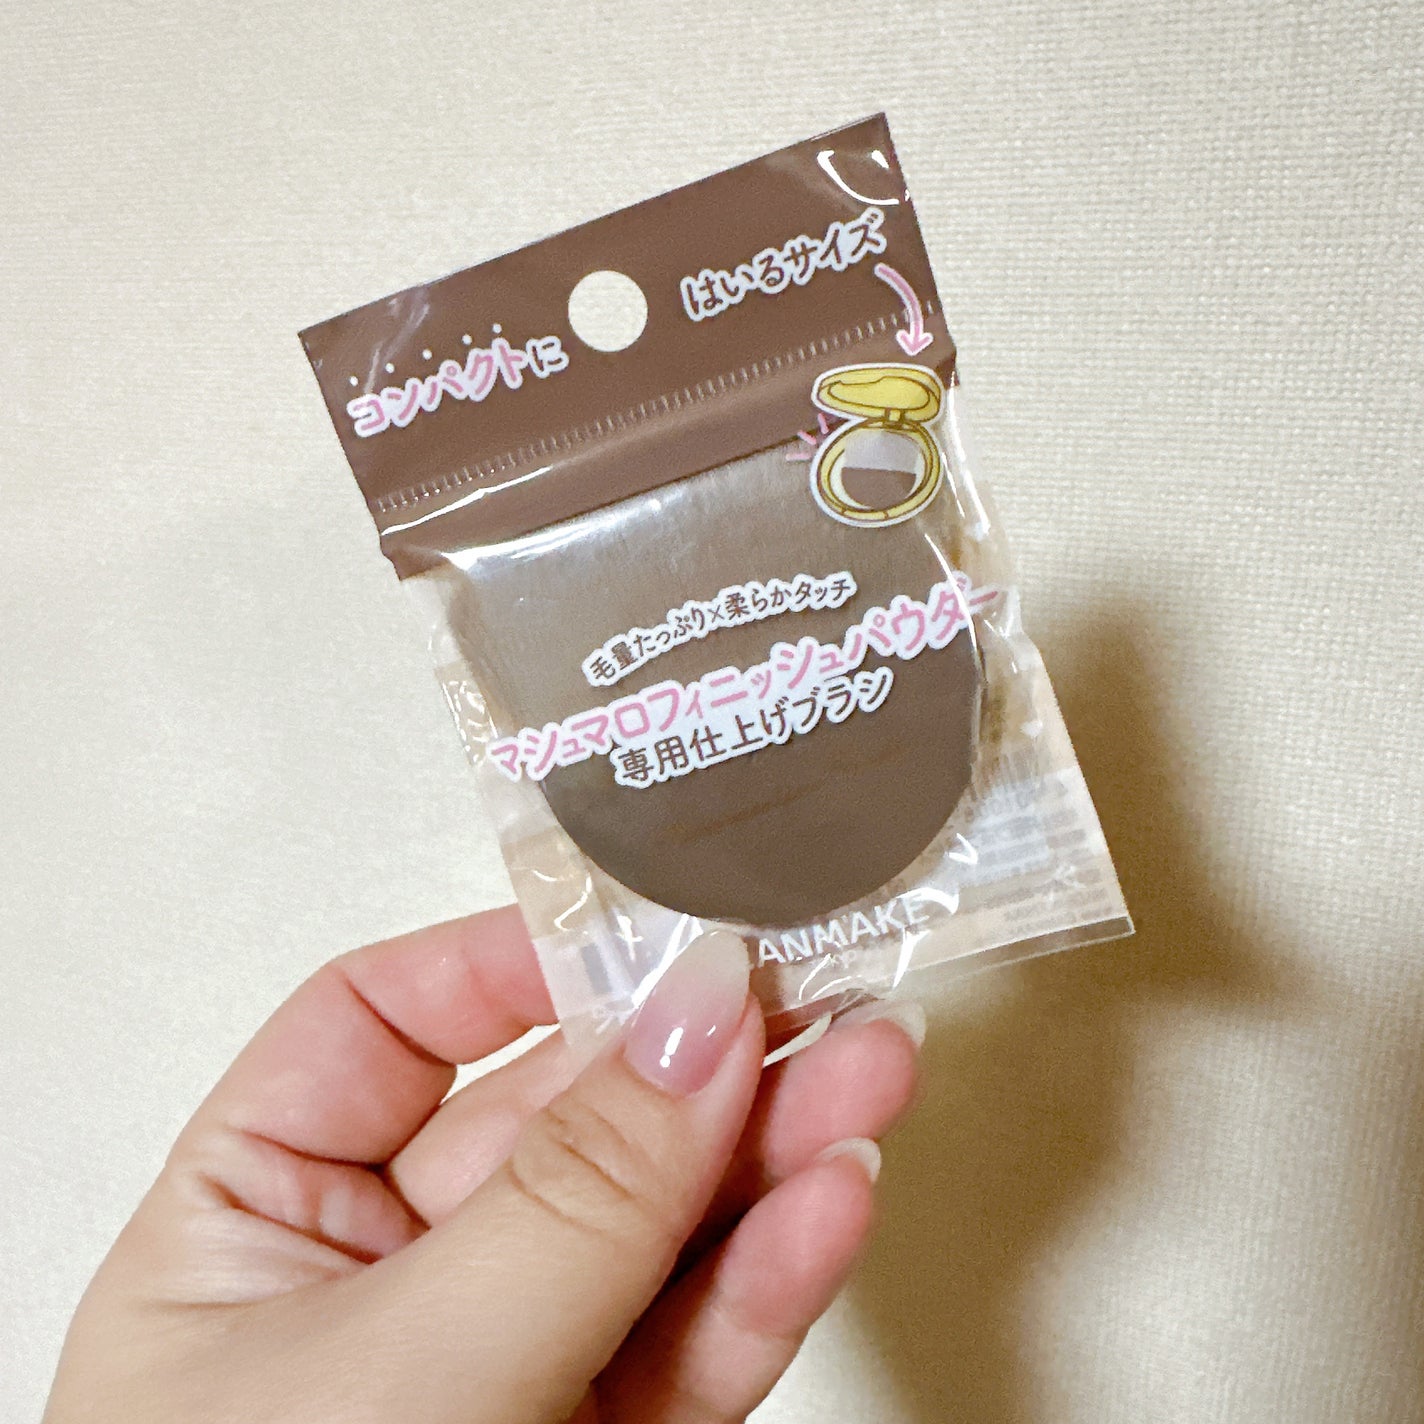 コンパクトに はいるサイズ
毛量たっぷり×柔らかタッチ
マシュマロフィニッシュパウダー
専用仕上げブラシ
ANMAKE